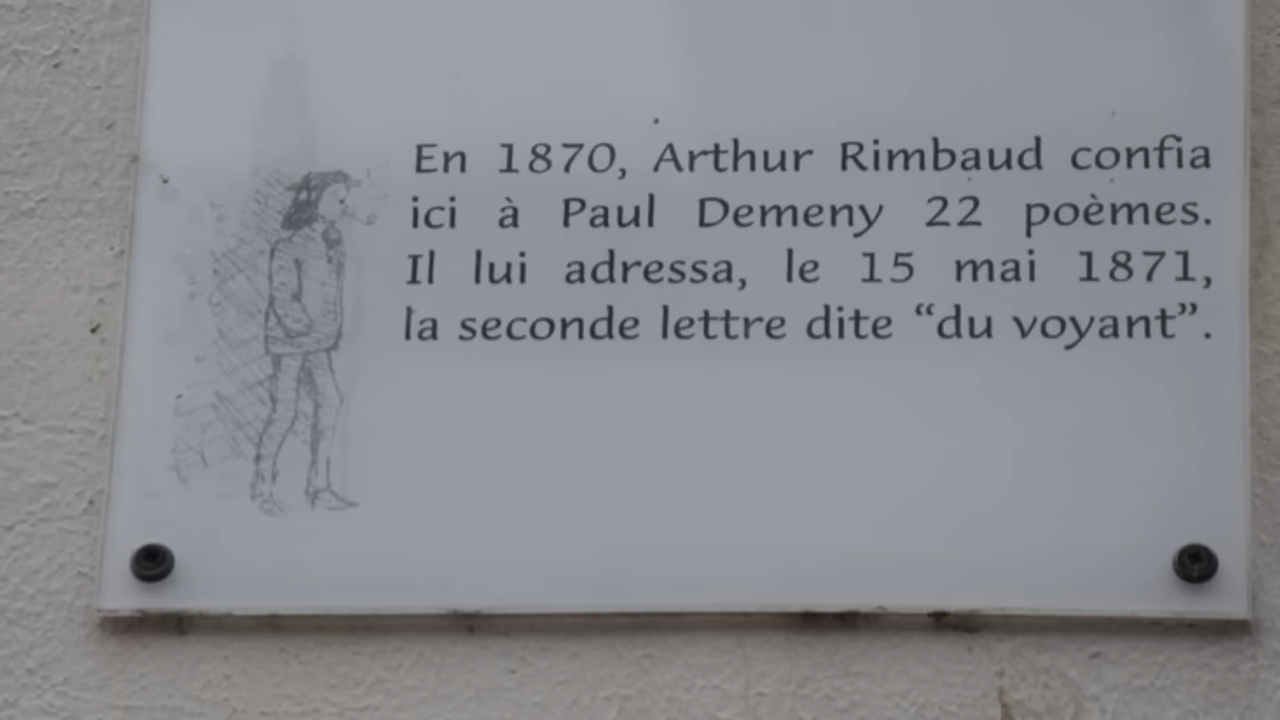 En 1870, Arthur Rimbaud confia
ici à Paul Demeny 22 poèmes.
Il lui adressa, le 15 mai 1871,
la seconde lettre dite “du voyant”.